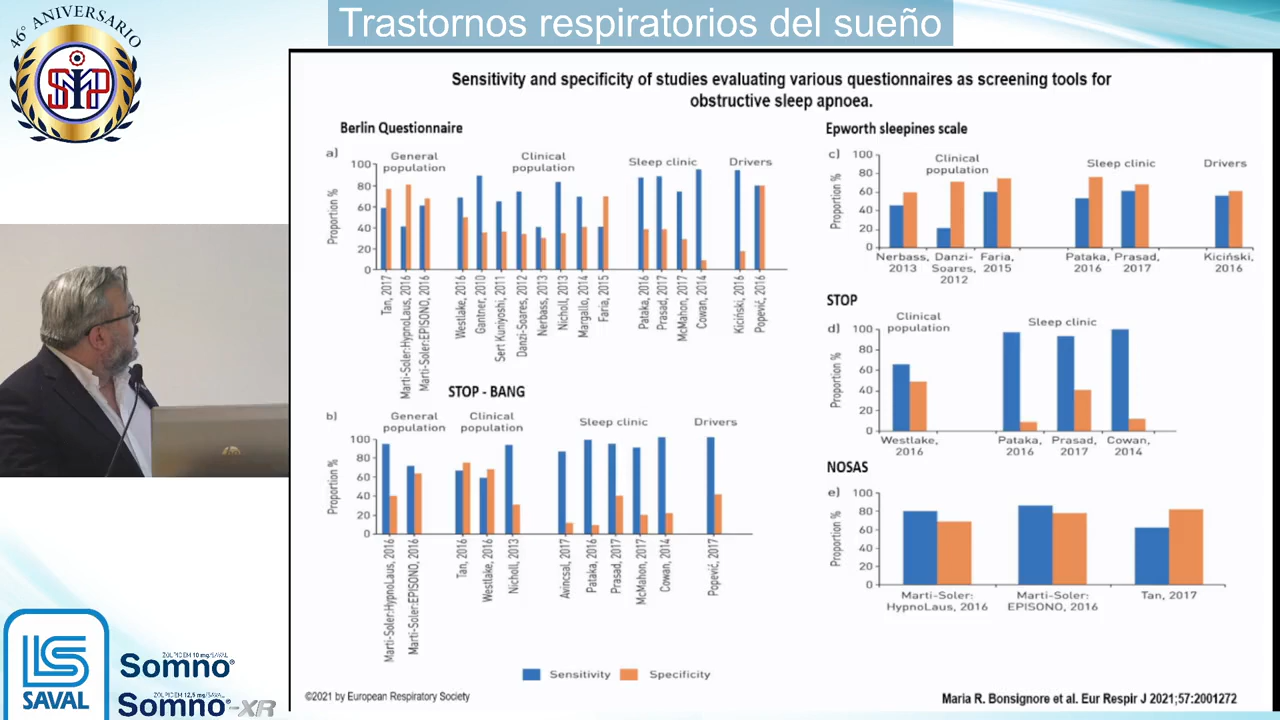 Trastornos respiratorios del sueño
46° ANIVERSARIO
SMP
Sensitivity and specificity of studies evaluating various questionnaires as screening tools for
obstructive sleep apnoea.
Berlin Questionnaire
a)
General
population
Clinical
population
Sleep clinic
Drivers
Proportion %
100
80
60
40
20
0
Tan, 2017
Marti-Soler:HypnoLaus, 2016
Marti-Soler:EPISONO, 2016
Westlake, 2016
Gantner, 2010
Sert Kuniyoshi, 2011
Danzi-Soares, 2012
Nerbass, 2013
Nicholl, 2013
Margallo, 2014
Faria, 2015
Pataka, 2016
Prasad, 2017
McMahon, 2017
Cowan, 2014
Kiciński, 2016
Popević, 2016
STOP - BANG
b)
General
population
Clinical
population
Sleep clinic
Drivers
Proportion %
100
80
60
40
20
0
Marti-Soler:HypnoLaus, 2016
Marti-Soler:EPISONO, 2016
Tan, 2016
Westlake, 2016
Nicholl, 2013
Avincsal, 2017
Pataka, 2016
Prasad, 2017
McMahon, 2017
Cowan, 2014
Popević, 2017
Epworth sleepines scale
c)
Clinical
population
Sleep clinic
Drivers
Proportion %
100
80
60
40
20
0
Nerbass,
2013
Danzi-
Soares,
2012
Faria,
2015
Pataka,
2016
Prasad,
2017
Kiciński,
2016
STOP
d)
Clinical
population
Sleep clinic
Proportion %
100
80
60
40
20
0
Westlake,
2016
Pataka,
2016
Prasad,
2017
Cowan,
2014
NOSAS
e)
Proportion %
100
80
60
40
20
0
Marti-Soler:
HypnoLaus, 2016
Marti-Soler:
EPISONO, 2016
Tan, 2017
Sensitivity
Specificity
©2021 by European Respiratory Society
Maria R. Bonsignore et al. Eur Respir J 2021;57:2001272
LS
SAVAL
ZOLPIDEM 10 mg/SAVAL
Somno®
ZOLPIDEM 12,5 mg/SAVAL
Somno®-XR